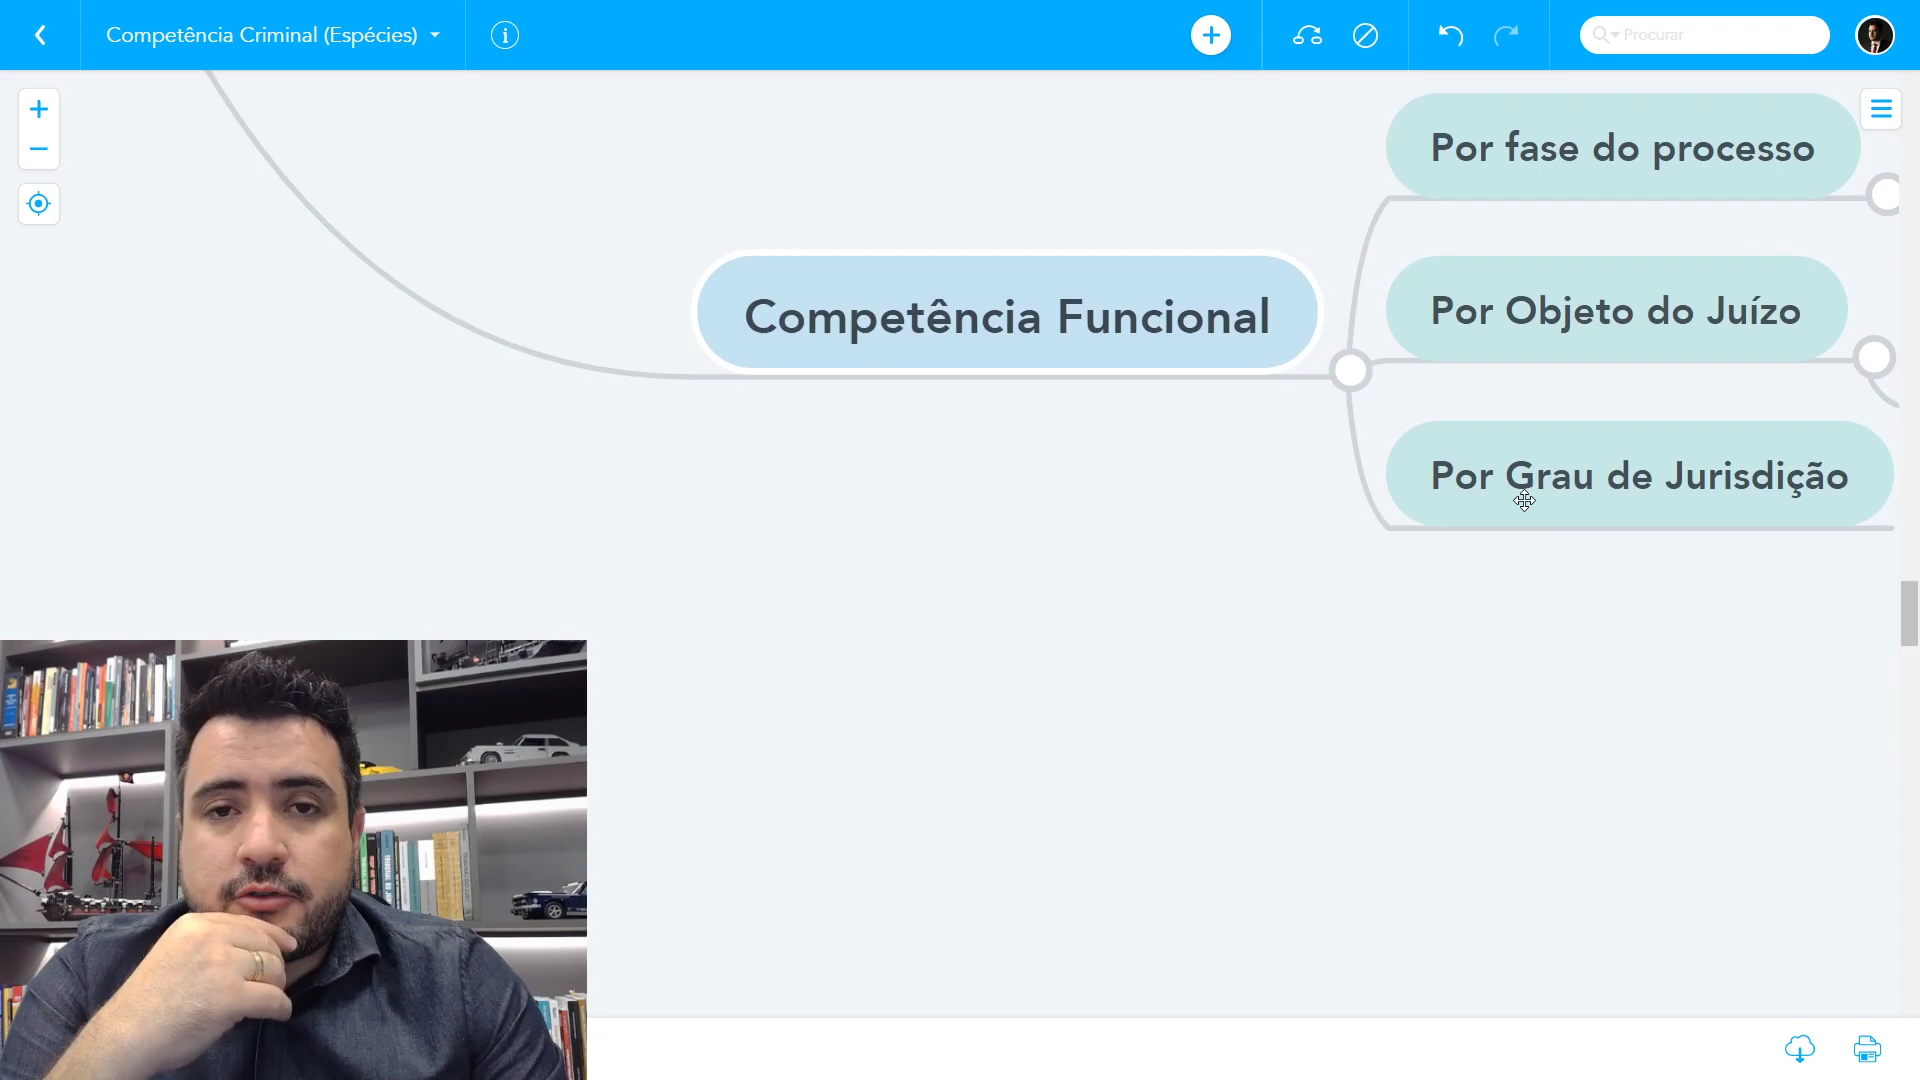 Competência Criminal (Espécies)
Procurar
Por fase do processo
Competência Funcional
Por Objeto do Juízo
Por Grau de Jurisdição